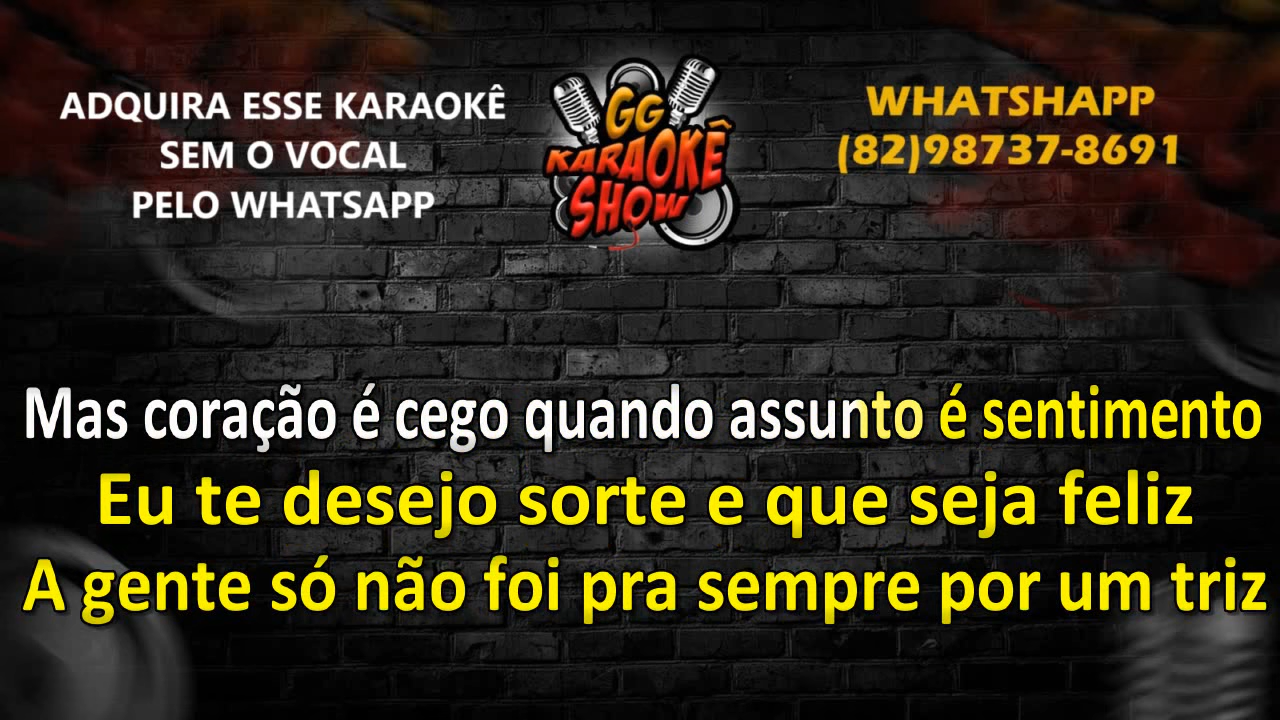 ADQUIRA ESSE KARAOKÊ
SEM O VOCAL
PELO WHATSAPP
GG
KARAOKÊ
SHOW
WHATSHAPP
(82)98737-8691
Mas coração é cego quando assunto é sentimento
Eu te desejo sorte e que seja feliz
A gente só não foi pra sempre por um triz